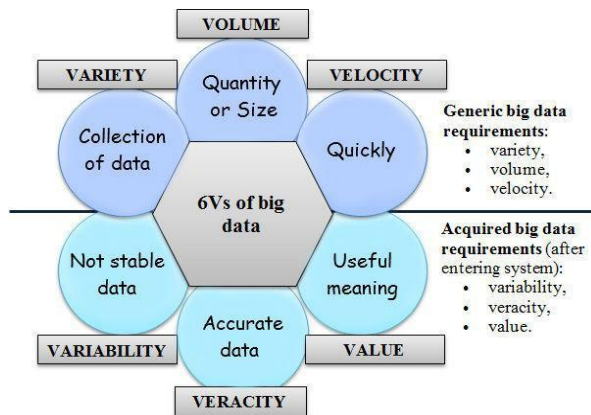 VOLUME
VARIETY
VELOCITY
Quantity
or Size
Collection
of data
Quickly
6Vs of big
data
Not stable
data
Useful
meaning
Accurate
data
VARIABILITY
VALUE
VERACITY
Generic big data
requirements:
• variety,
• volume,
• velocity.
Acquired big data
requirements (after
entering system):
• variability,
• veracity,
• value.